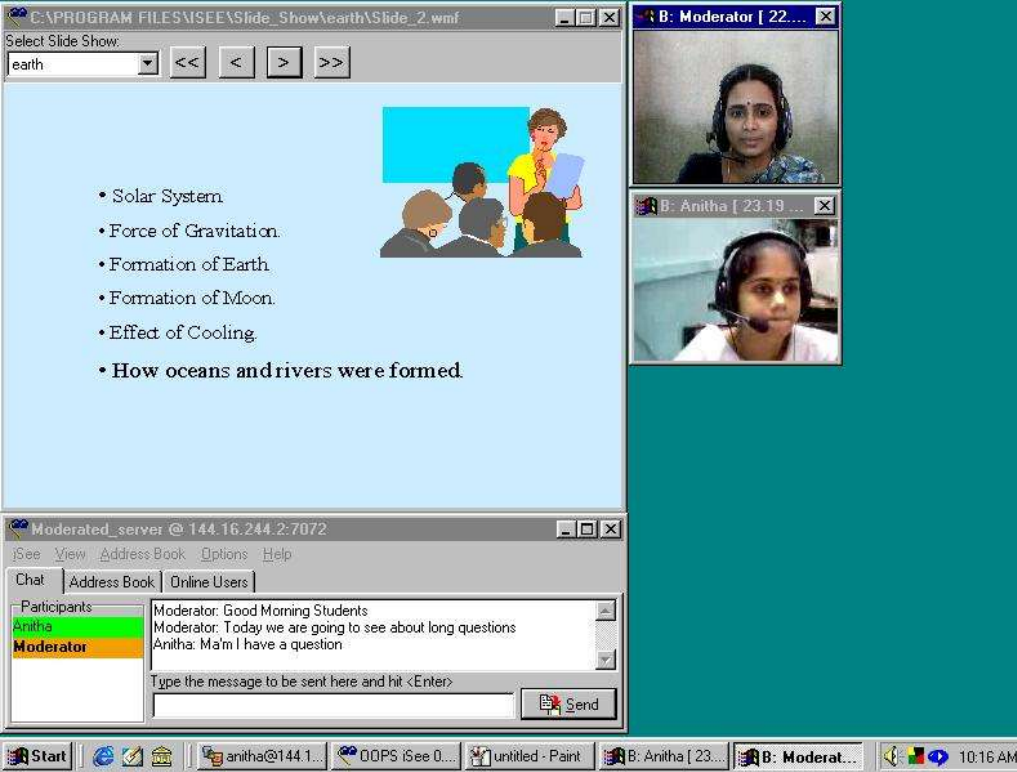 C:\PROGRAM FILES\ISEE\Slide_Show\earth\Slide_2.wmf
Select Slide Show:
earth << < > >>
• Solar System
• Force of Gravitation.
• Formation of Earth
• Formation of Moon.
• Effect of Cooling.
• How oceans and rivers were formed.
B: Moderator [ 22....
B: Anitha [ 23.19 ...
Moderated_server @ 144.16.244.2:7072
iSee View Address Book Options Help
Chat Address Book Online Users
Participants
Anitha
Moderator
Moderator: Good Morning Students
Moderator: Today we are going to see about long questions
Anitha: Ma'm I have a question
Type the message to be sent here and hit <Enter>
Send
Start anitha@144.1... OOPS iSee 0.... untitled - Paint B: Anitha [ 23.... B: Moderat... 10:16 AM